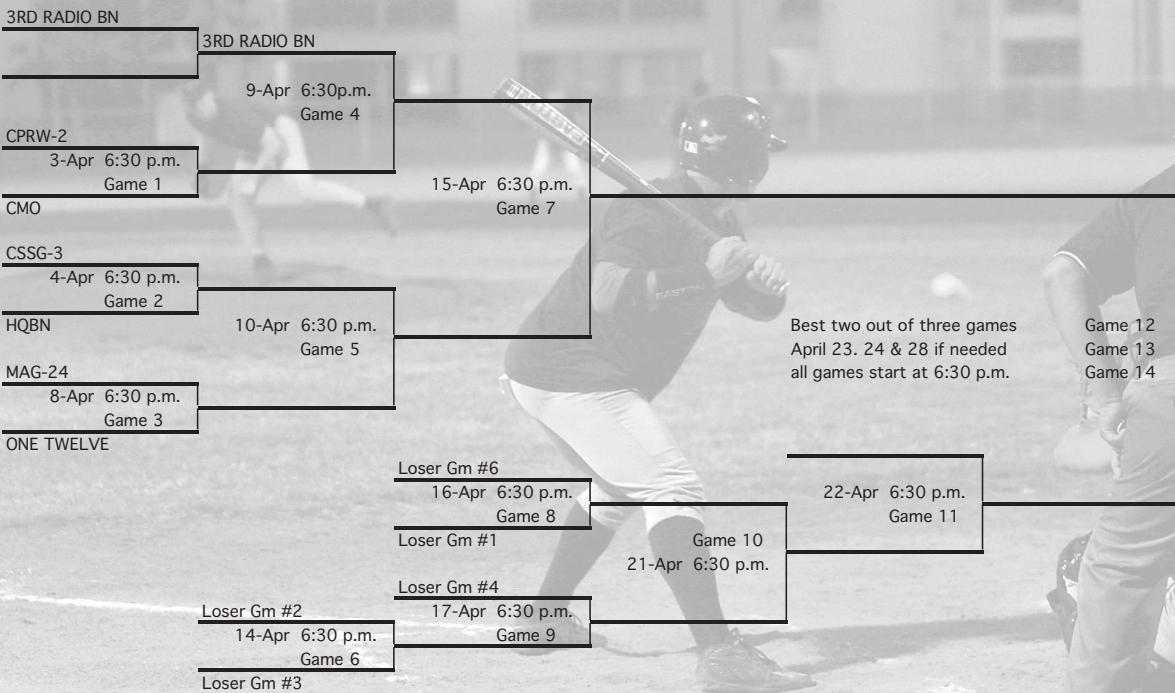 3RD RADIO BN
3RD RADIO BN
9-Apr 6:30p.m.
Game 4
CPRW-2
3-Apr 6:30 p.m.
Game 1
CMO
15-Apr 6:30 p.m.
Game 7
CSSG-3
4-Apr 6:30 p.m.
Game 2
HQBN
10-Apr 6:30 p.m.
Game 5
MAG-24
8-Apr 6:30 p.m.
Game 3
ONE TWELVE
Best two out of three games Game 12
April 23. 24 & 28 if needed Game 13
all games start at 6:30 p.m. Game 14
Loser Gm #6
16-Apr 6:30 p.m.
Game 8
Loser Gm #1
22-Apr 6:30 p.m.
Game 11
Game 10
21-Apr 6:30 p.m.
Loser Gm #4
17-Apr 6:30 p.m.
Game 9
Loser Gm #2
14-Apr 6:30 p.m.
Game 6
Loser Gm #3
EASTON